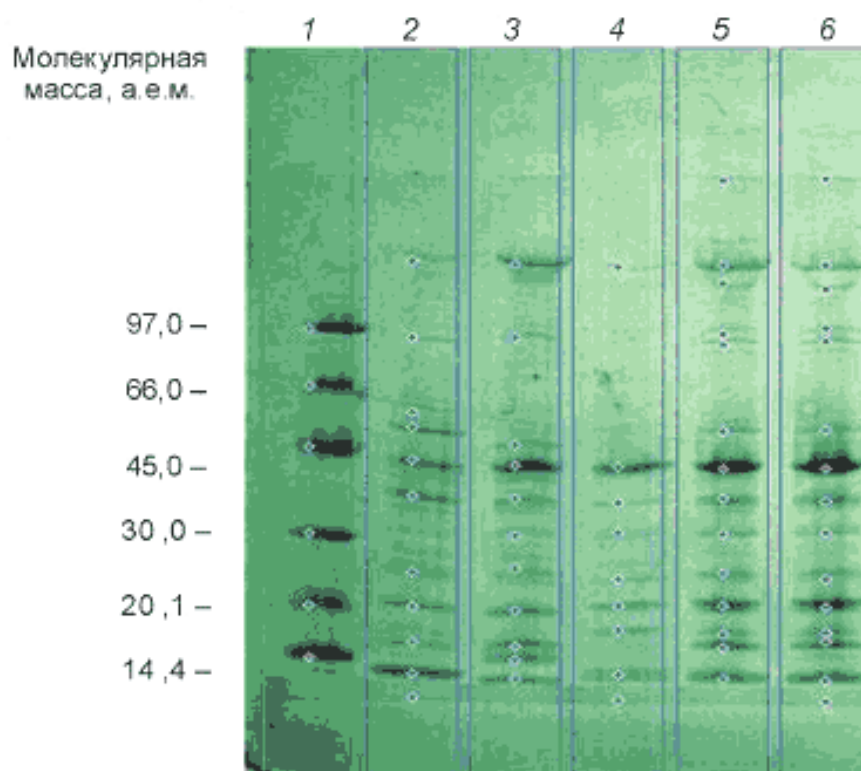 1 2 3 4 5 6
Молекулярная
масса, а.е.м.
97,0 –
66,0 –
45,0 –
30 ,0 –
20 ,1 –
14 ,4 –